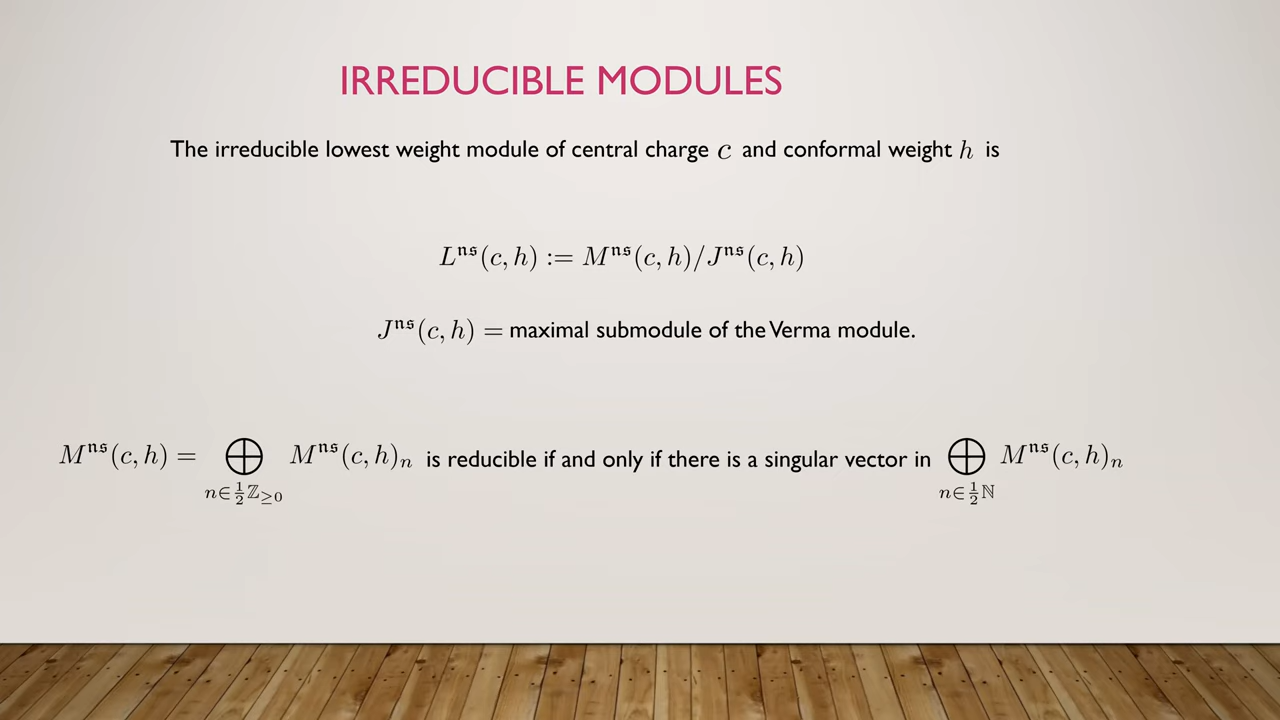 IRREDUCIBLE MODULES
The irreducible lowest weight module of central charge c and conformal weight h is
L^{𝔫𝔰}(c, h) := M^{𝔫𝔰}(c, h)/J^{𝔫𝔰}(c, h)
J^{𝔫𝔰}(c, h) = maximal submodule of the Verma module.
M^{𝔫𝔰}(c, h) = ⨁_{n∈½ℤ_{≥0}} M^{𝔫𝔰}(c, h)_n is reducible if and only if there is a singular vector in ⨁_{n∈½ℕ} M^{𝔫𝔰}(c, h)_n